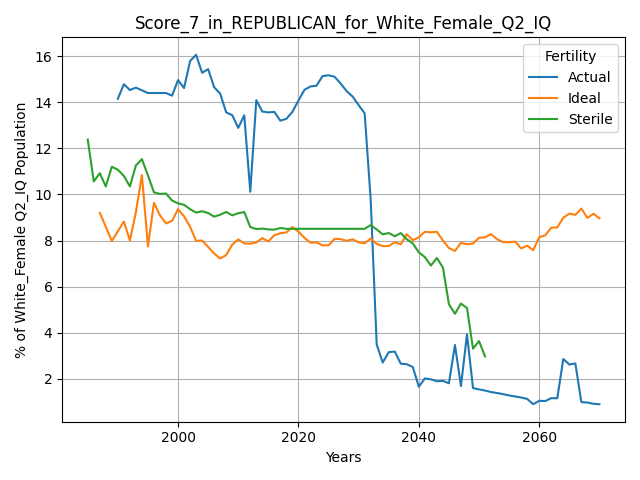 Score_7_in_REPUBLICAN_for_White_Female_Q2_IQ
Fertility
Actual
Ideal
Sterile
% of White_Female Q2_IQ Population
16
14
12
10
8
6
4
2
2000
2020
2040
2060
Years